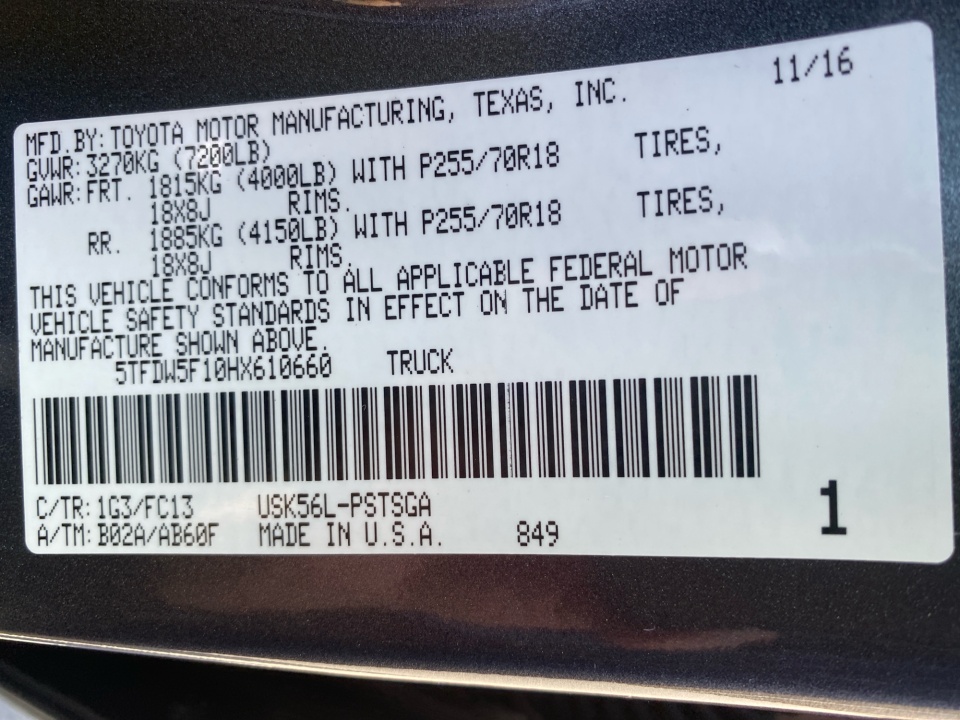 11/16
MFD.BY:TOYOTA MOTOR MANUFACTURING, TEXAS, INC.
GVWR:3270KG (7200LB)
GAWR:FRT. 1815KG (4000LB) WITH P255/70R18 TIRES,
18X8J RIMS.
RR. 1885KG (4150LB) WITH P255/70R18 TIRES,
18X8J RIMS.
THIS VEHICLE CONFORMS TO ALL APPLICABLE FEDERAL MOTOR
VEHICLE SAFETY STANDARDS IN EFFECT ON THE DATE OF
MANUFACTURE SHOWN ABOVE.
5TFDW5F10HX610660 TRUCK
C/TR:1G3/FC13 USK56L-PSTSGA
A/TM:B02A/AB60F MADE IN U.S.A. 849
1